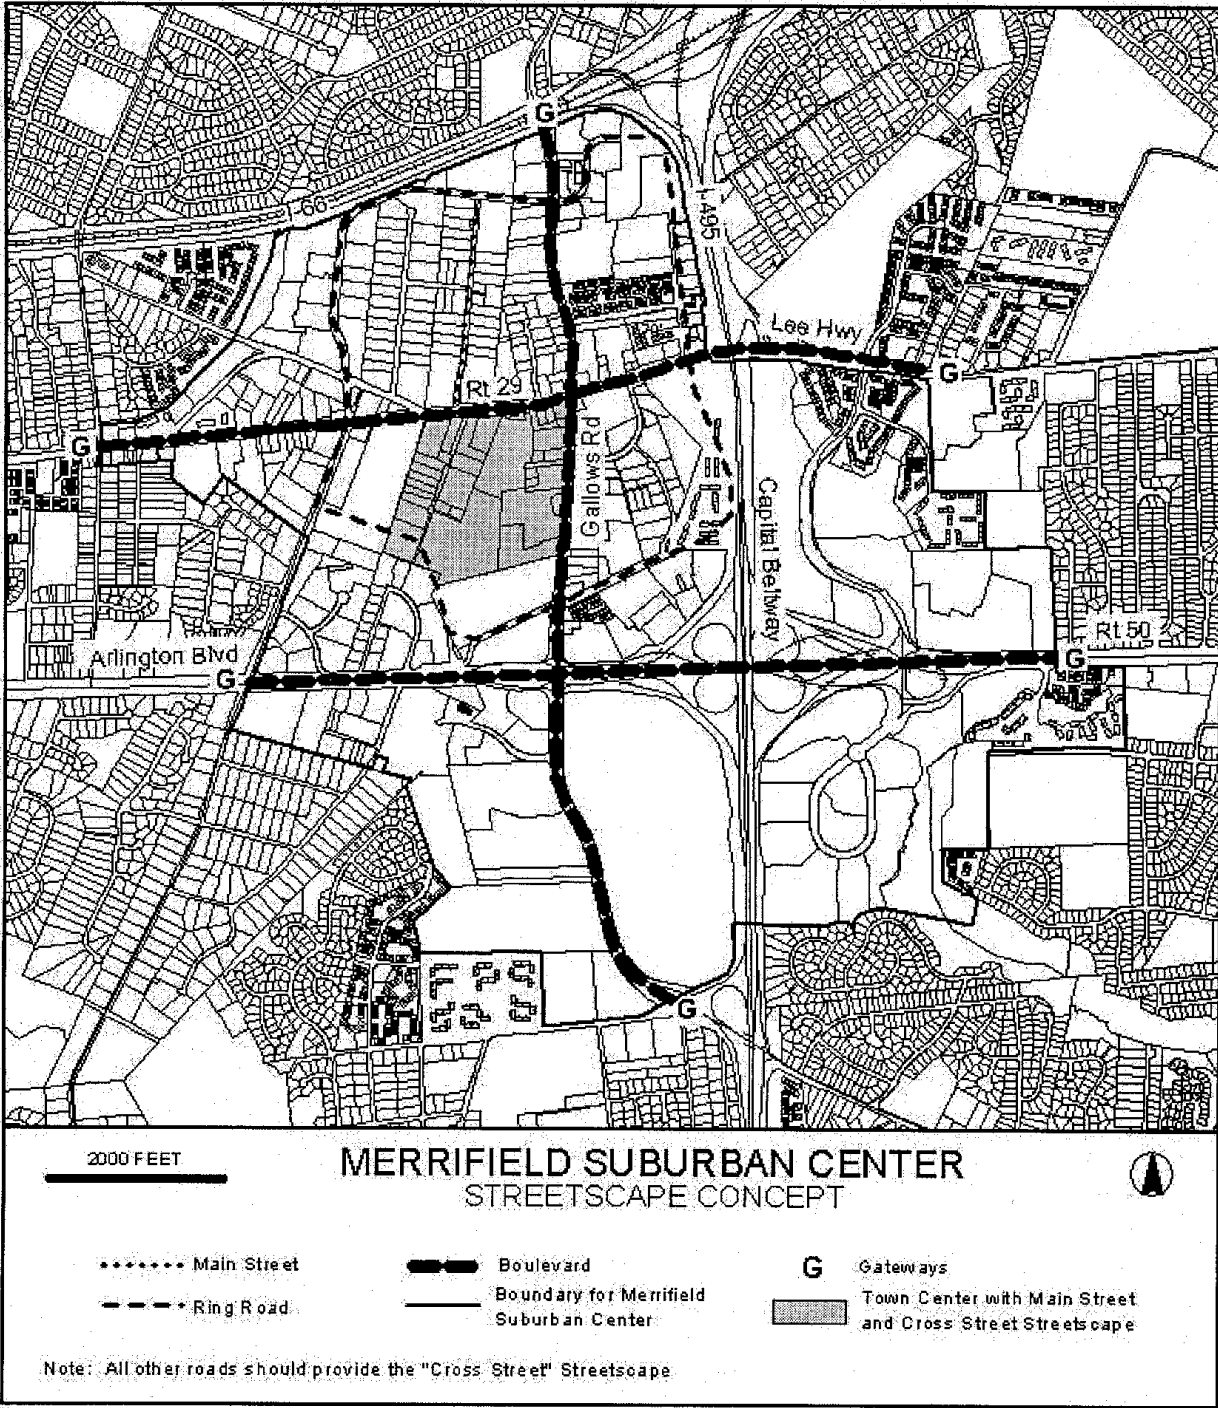 G
I-66
I-495
Lee Hwy
G
Rt 29
G
Gallows Rd
Capital Beltway
Arlington Blvd
Rt 50
G
G
G
2000 FEET
MERRIFIELD SUBURBAN CENTER
STREETSCAPE CONCEPT
Main Street
Boulevard
G Gateways
Ring Road
Boundary for Merrifield
Suburban Center
Town Center with Main Street
and Cross Street Streetscape
Note: All other roads should provide the "Cross Street" Streetscape